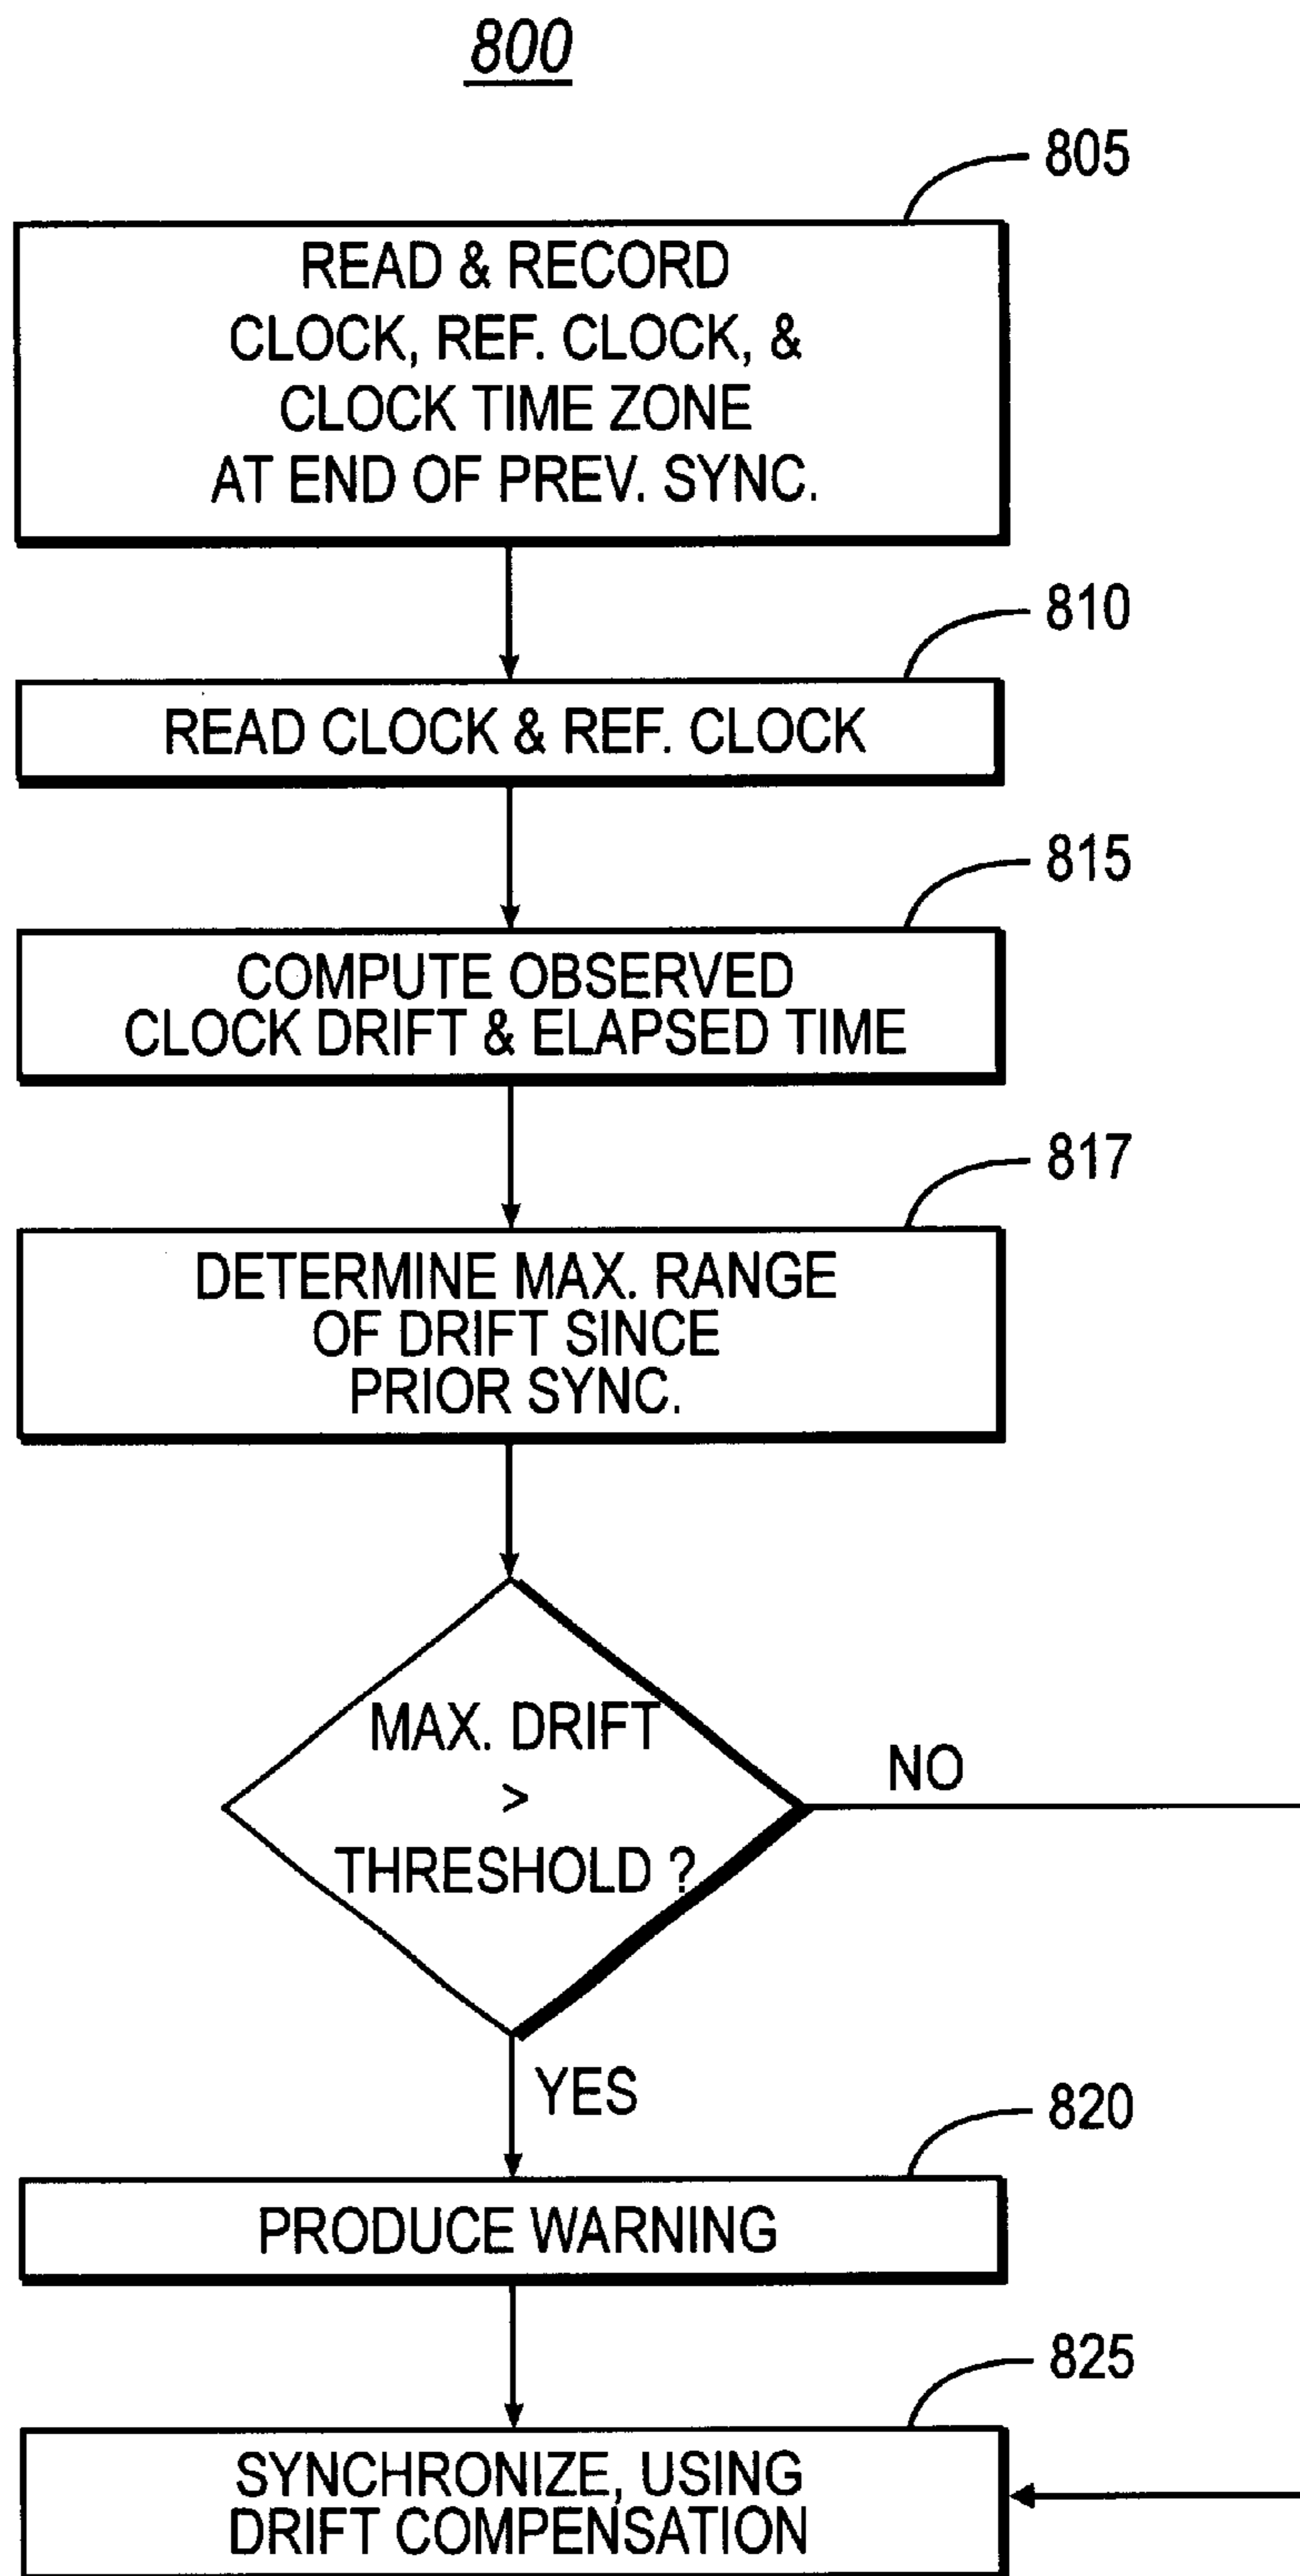 800
805
READ & RECORD
CLOCK, REF. CLOCK, &
CLOCK TIME ZONE
AT END OF PREV. SYNC.
810
READ CLOCK & REF. CLOCK
815
COMPUTE OBSERVED
CLOCK DRIFT & ELAPSED TIME
817
DETERMINE MAX. RANGE
OF DRIFT SINCE
PRIOR SYNC.
MAX. DRIFT
>
THRESHOLD ?
NO
YES
820
PRODUCE WARNING
825
SYNCHRONIZE, USING
DRIFT COMPENSATION